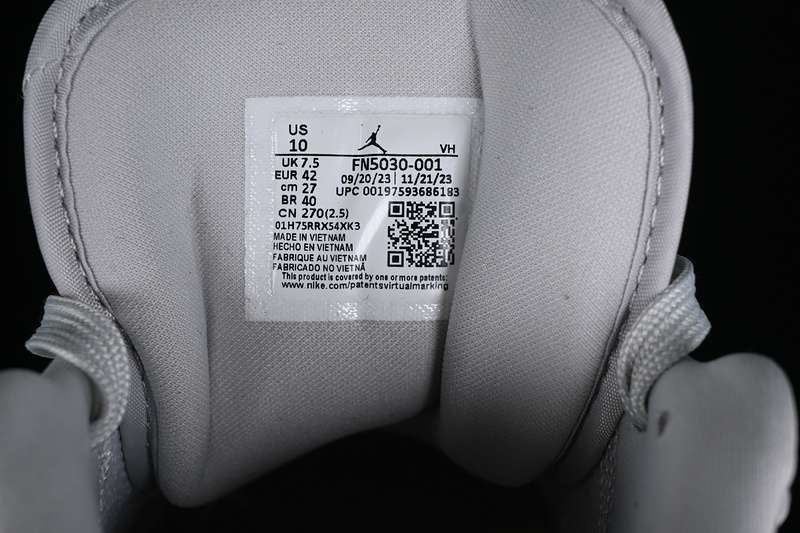 US
10
VH
UK 7.5
FN5030-001
EUR 42
09/20/23 | 11/21/23
cm 27
UPC 00197593686183
BR 40
CN 270(2.5)
01H75RRX54XK3
MADE IN VIETNAM
HECHO EN VIETNAM
FABRIQUE AU VIETNAM
FABRICADO NO VIETNÃ
This product is covered by one or more patents:
www.nike.com/patentsvirtualmarking